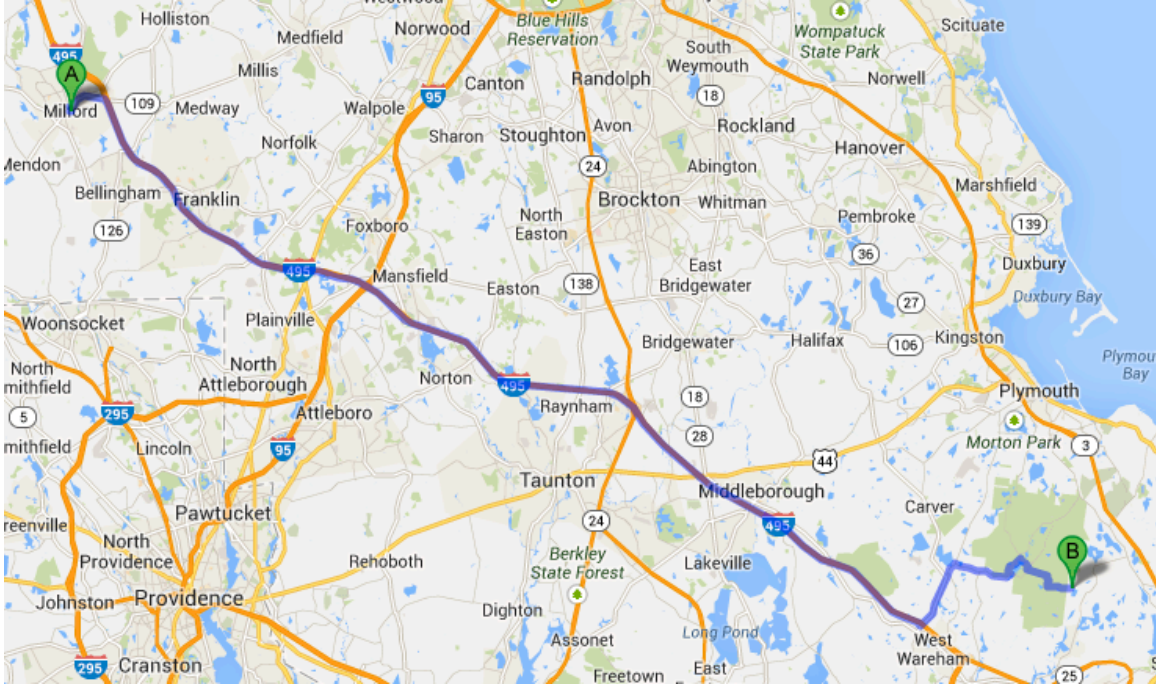 Westwood
Holliston
Norwood
Blue Hills
Reservation
Wompatuck
State Park
Scituate
Medfield
495
A
Millis
Canton
South
Weymouth
Randolph
Norwell
95
18
Milford
109
Medway
Walpole
Sharon
Stoughton
Avon
Rockland
Hanover
Norfolk
Mendon
24
Abington
Bellingham
Franklin
Brockton
Whitman
Marshfield
126
Foxboro
North
Easton
Pembroke
139
36
495
Mansfield
Easton
138
East
Bridgewater
Duxbury
Duxbury Bay
27
Woonsocket
Plainville
Bridgewater
Halifax
106
Kingston
Plymou
Bay
North
mithfield
North
Attleborough
Norton
495
Raynham
18
Plymouth
5
295
Attleboro
28
Morton Park
3
mithfield
Lincoln
95
44
Taunton
Middleborough
Pawtucket
24
495
Carver
reenville
North
Providence
Rehoboth
Berkley
State Forest
Lakeville
B
Johnston
Providence
Dighton
Assonet
Long Pond
West
Wareham
295
Cranston
Freetown
East
25